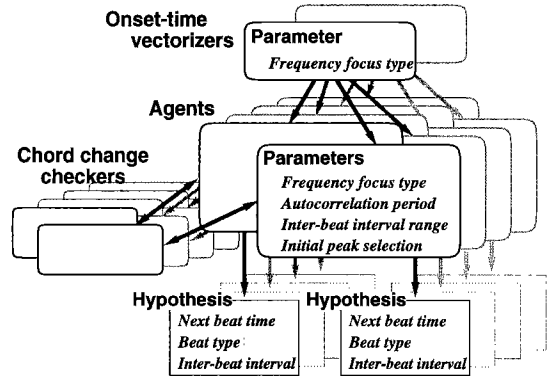 Onset-time
vectorizers
Parameter
Frequency focus type
Agents
Chord change
checkers
Parameters
Frequency focus type
Autocorrelation period
Inter-beat interval range
Initial peak selection
Hypothesis
Next beat time
Beat type
Inter-beat interval
Hypothesis
Next beat time
Beat type
Inter-beat interval